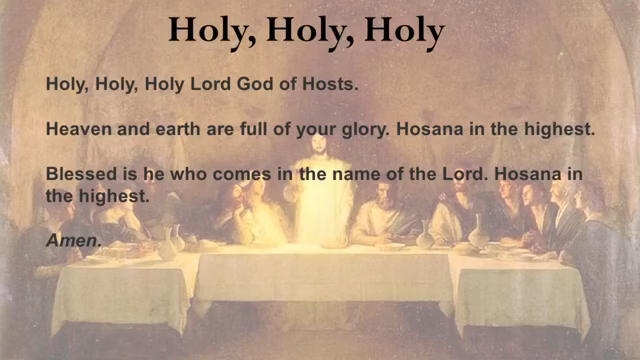 Holy, Holy, Holy
Holy, Holy, Holy Lord God of Hosts.
Heaven and earth are full of your glory. Hosana in the highest.
Blessed is he who comes in the name of the Lord. Hosana in
the highest.
Amen.